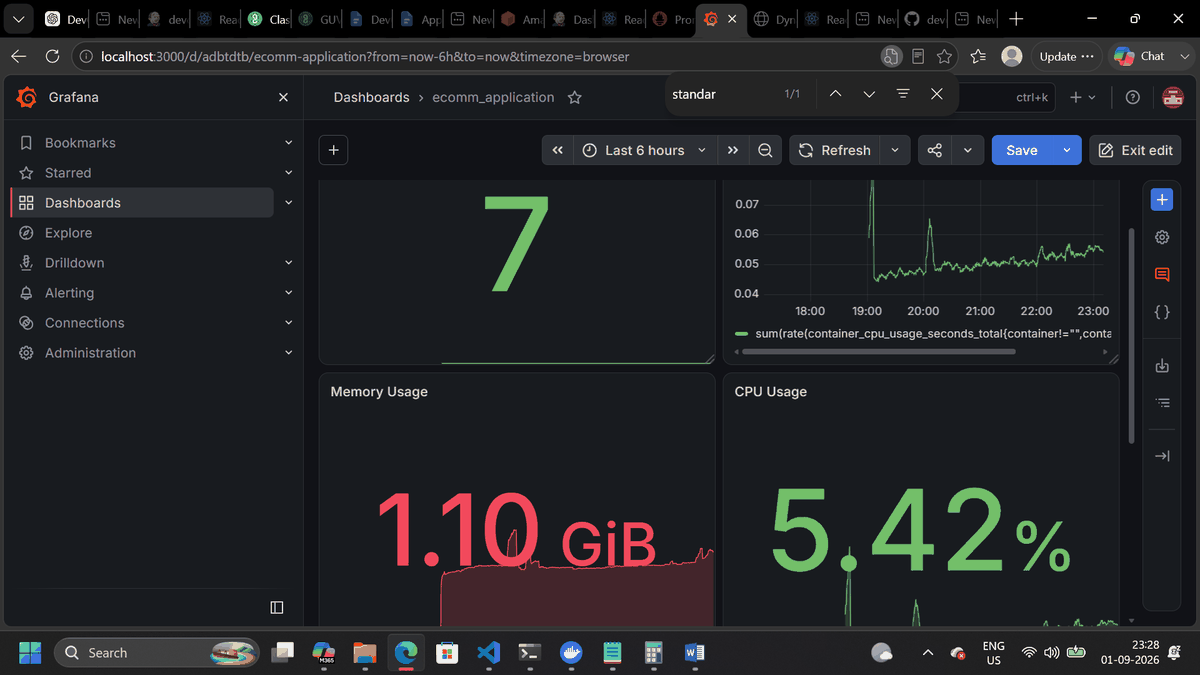 Dev
Nev
dev
Rea
Clas
GUV
Dev
App
Nev
Ama
Das
Rea
Pro
Dyn
Rea
Nev
dev
Nev
localhost:3000/d/adbtdtb/ecomm-application?from=now-6h&to=now&timezone=browser
Update
Chat
Grafana
Dashboards › ecomm_application
standar
1/1
ctrl+k
Bookmarks
Starred
Dashboards
Explore
Drilldown
Alerting
Connections
Administration
Last 6 hours
Refresh
Save
Exit edit
7
0.07
0.06
0.05
0.04
18:00 19:00 20:00 21:00 22:00 23:00
sum(rate(container_cpu_usage_seconds_total{container!="",conta
Memory Usage
1.10 GiB
CPU Usage
5.42%
Search
M365
ENG
US
23:28
01-09-2026